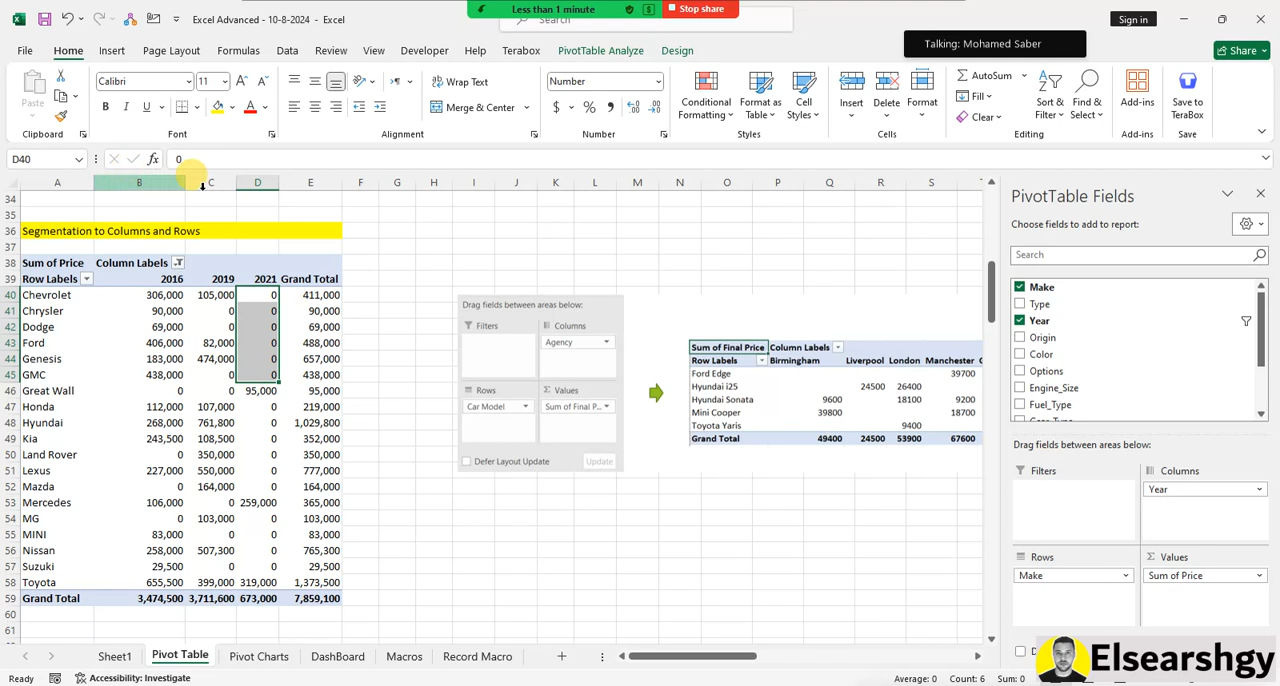 Less than 1 minute $ Stop share
Excel Advanced - 10-8-2024 - Excel
Search
Sign in
Talking: Mohamed Saber
File Home Insert Page Layout Formulas Data Review View Developer Help Terabox PivotTable Analyze Design Share
Paste Calibri 11 Wrap Text Number Conditional Formatting Format as Table Cell Styles Insert Delete Format AutoSum Sort & Filter Find & Select Add-ins Save to TeraBox
B I U Merge & Center $ % Fill Clear
Clipboard Font Alignment Number Styles Cells Editing Add-ins Save
D40 fx 0
A B C D E F G H I J K L M N O P Q R S
34
35
36 Segmentation to Columns and Rows
37
38 Sum of Price Column Labels
39 Row Labels 2016 2019 2021 Grand Total
40 Chevrolet 306,000 105,000 0 411,000
41 Chrysler 90,000 0 0 90,000
42 Dodge 69,000 0 0 69,000
43 Ford 406,000 82,000 0 488,000
44 Genesis 183,000 474,000 0 657,000
45 GMC 438,000 0 0 438,000
46 Great Wall 0 0 95,000 95,000
47 Honda 112,000 107,000 0 219,000
48 Hyundai 268,000 761,800 0 1,029,800
49 Kia 243,500 108,500 0 352,000
50 Land Rover 0 350,000 0 350,000
51 Lexus 227,000 550,000 0 777,000
52 Mazda 0 164,000 0 164,000
53 Mercedes 106,000 0 259,000 365,000
54 MG 0 103,000 0 103,000
55 MINI 83,000 0 0 83,000
56 Nissan 258,000 507,300 0 765,300
57 Suzuki 29,500 0 0 29,500
58 Toyota 655,500 399,000 319,000 1,373,500
59 Grand Total 3,474,500 3,711,600 673,000 7,859,100
60
61
Drag fields between areas below:
Filters Columns
Agency
Rows Values
Car Model Sum of Final P...
Defer Layout Update Update
Sum of Final Price Column Labels
Row Labels Birmingham Liverpool London Manchester
Ford Edge 39700
Hyundai i25 24500 26400
Hyundai Sonata 9600 18100 9200
Mini Cooper 39800 18700
Toyota Yaris 9400
Grand Total 49400 24500 53900 67600
PivotTable Fields
Choose fields to add to report:
Search
Make
Type
Year
Origin
Color
Options
Engine_Size
Fuel_Type
Drag fields between areas below:
Filters Columns
Year
Rows Values
Make Sum of Price
Elsearshgy
Sheet1 Pivot Table Pivot Charts Macros Record Macro
Ready Accessibility: Investigate Average: 0 Count: 6 Sum: 0